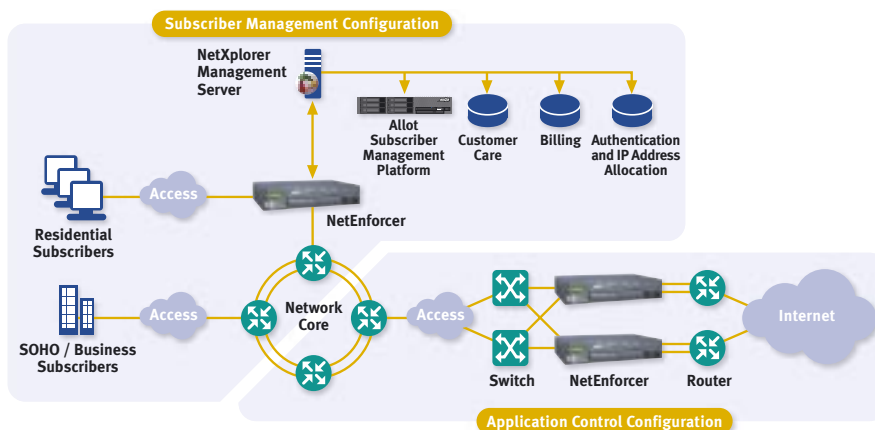 Subscriber Management Configuration
NetXplorer
Management
Server
Allot
Subscriber
Management
Platform
Customer
Care
Billing
Authentication
and IP Address
Allocation
Access
NetEnforcer
Residential
Subscribers
Access
SOHO / Business
Subscribers
Network
Core
Access
Internet
Switch
NetEnforcer
Router
Application Control Configuration